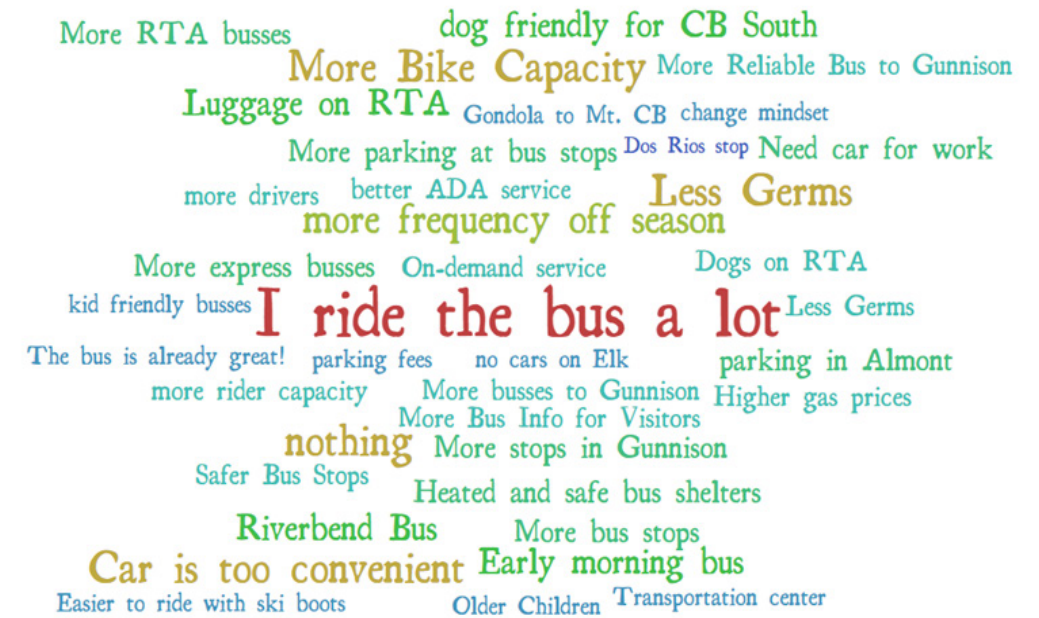 More RTA busses
dog friendly for CB South
More Bike Capacity
More Reliable Bus to Gunnison
Luggage on RTA
Gondola to Mt. CB
change mindset
More parking at bus stops
Dos Rios stop
Need car for work
more drivers
better ADA service
Less Germs
more frequency off season
More express busses
On-demand service
Dogs on RTA
kid friendly busses
I ride the bus a lot
Less Germs
The bus is already great!
parking fees
no cars on Elk
parking in Almont
more rider capacity
More busses to Gunnison
Higher gas prices
More Bus Info for Visitors
nothing
More stops in Gunnison
Safer Bus Stops
Heated and safe bus shelters
Riverbend Bus
More bus stops
Car is too convenient
Early morning bus
Easier to ride with ski boots
Older Children
Transportation center